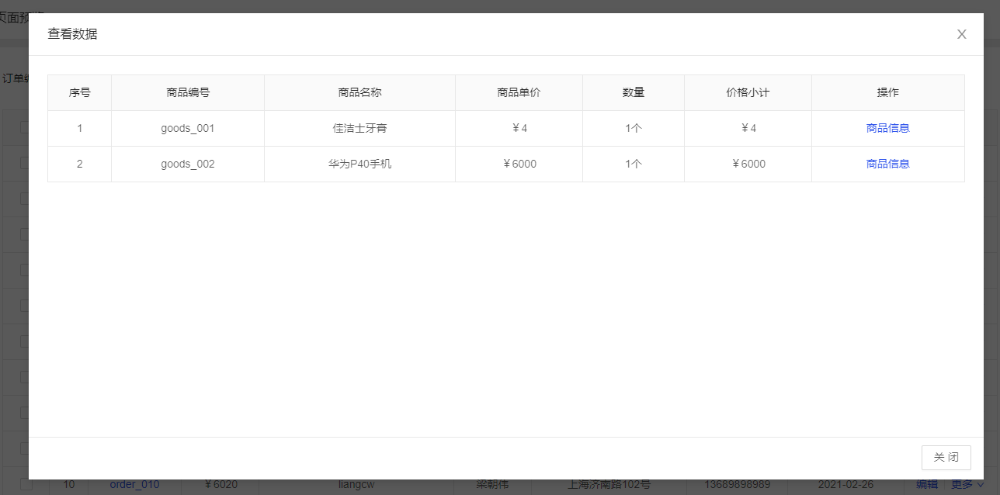 页面预览
查看数据
订单编
序号 商品编号 商品名称 商品单价 数量 价格小计 操作
1 goods_001 佳洁士牙膏 ¥4 1个 ¥4 商品信息
2 goods_002 华为P40手机 ¥6000 1个 ¥6000 商品信息
关 闭
10 order_010 ¥6020 liangcw 梁朝伟 上海济南路102号 13689898989 2021-02-26 编辑 更多